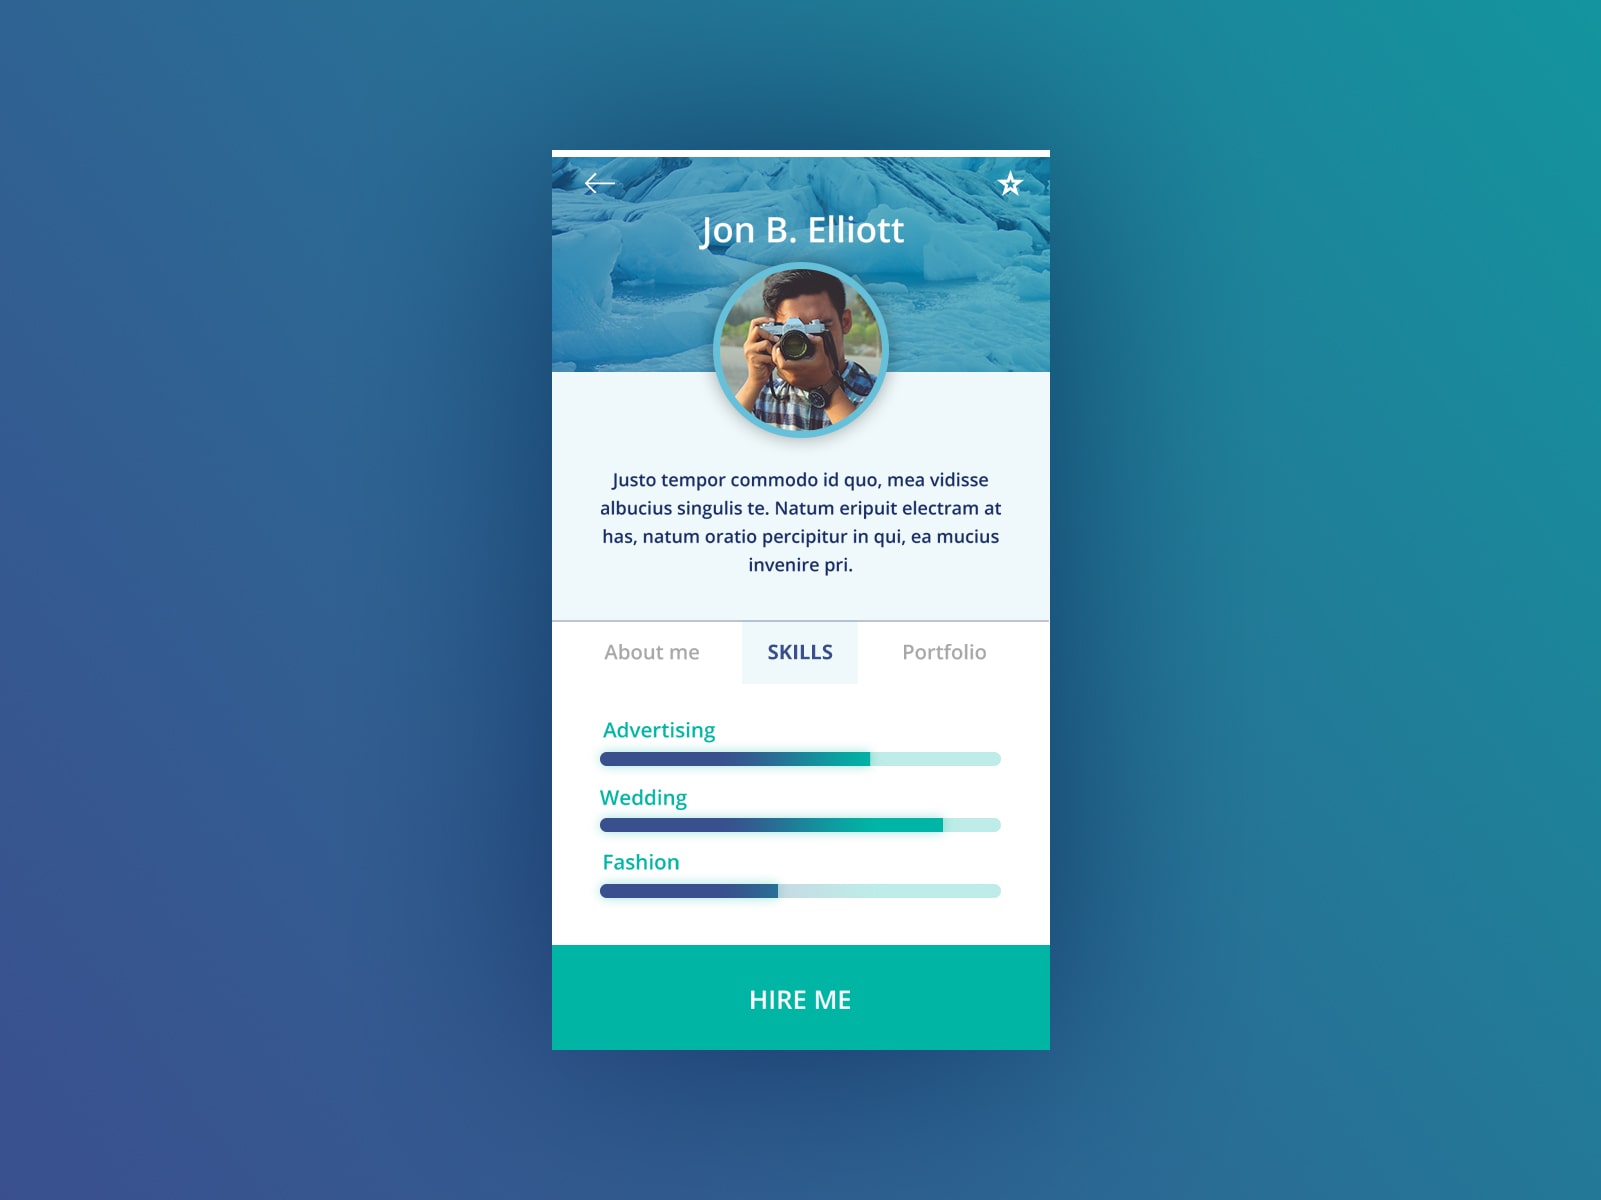 Jon B. Elliott
Justo tempor commodo id quo, mea vidisse
albucius singulis te. Natum eripuit electram at
has, natum oratio percipitur in qui, ea mucius
invenire pri.
About me SKILLS Portfolio
Advertising
Wedding
Fashion
HIRE ME